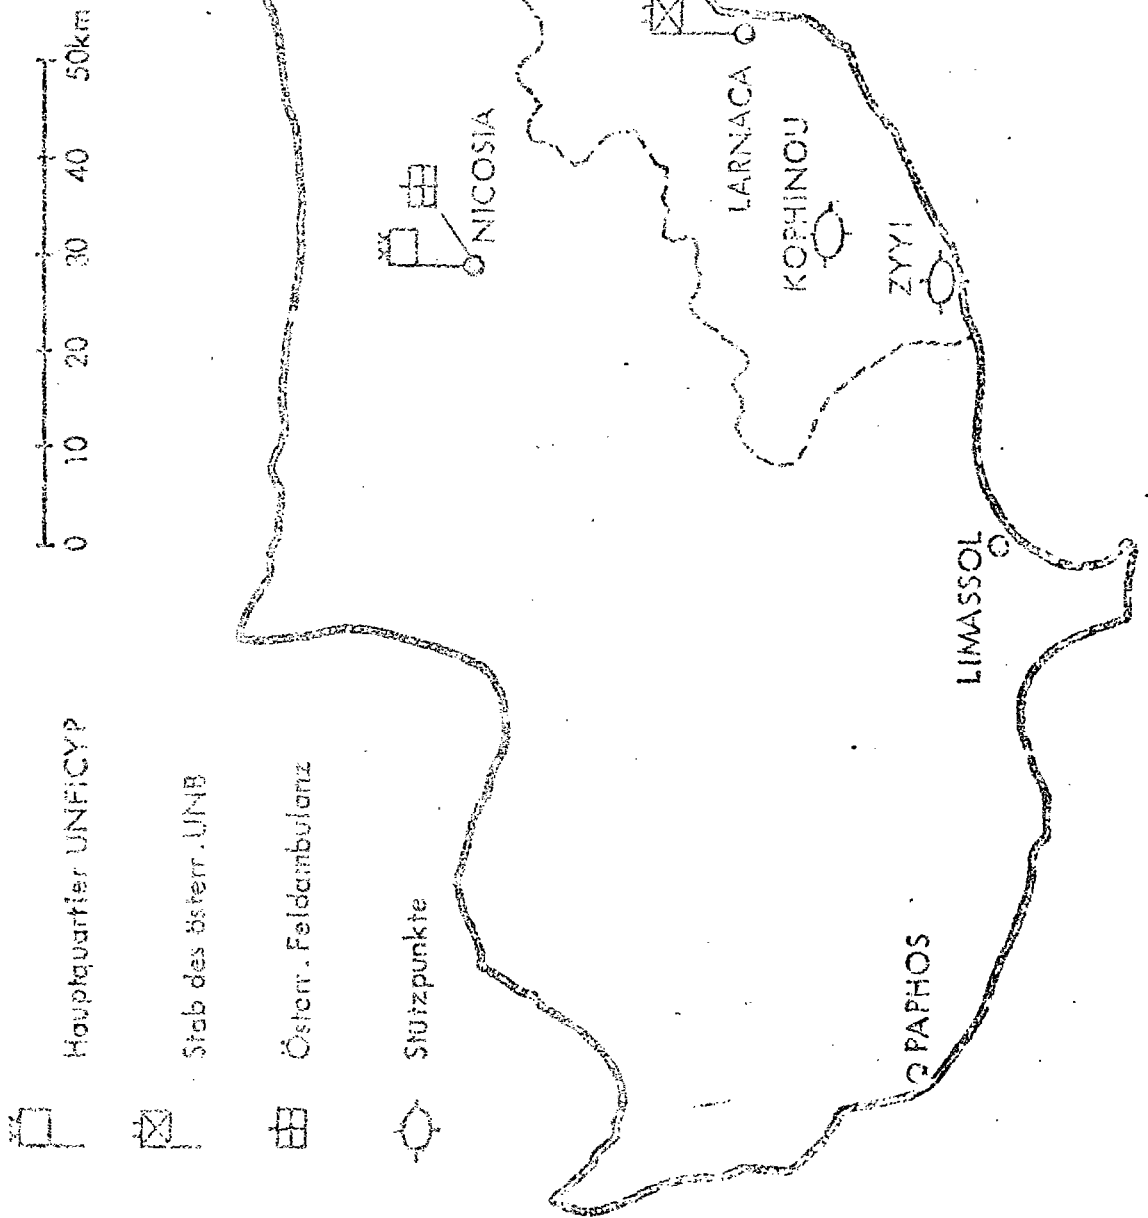 Hauptquartier UNFICYP
Stab des österr. UNB
Österr. Feldambulanz
Stützpunkte
0 10 20 30 40 50km
NICOSIA
LARNACA
KOPHINOU
ZYYI
LIMASSOL
PAPHOS